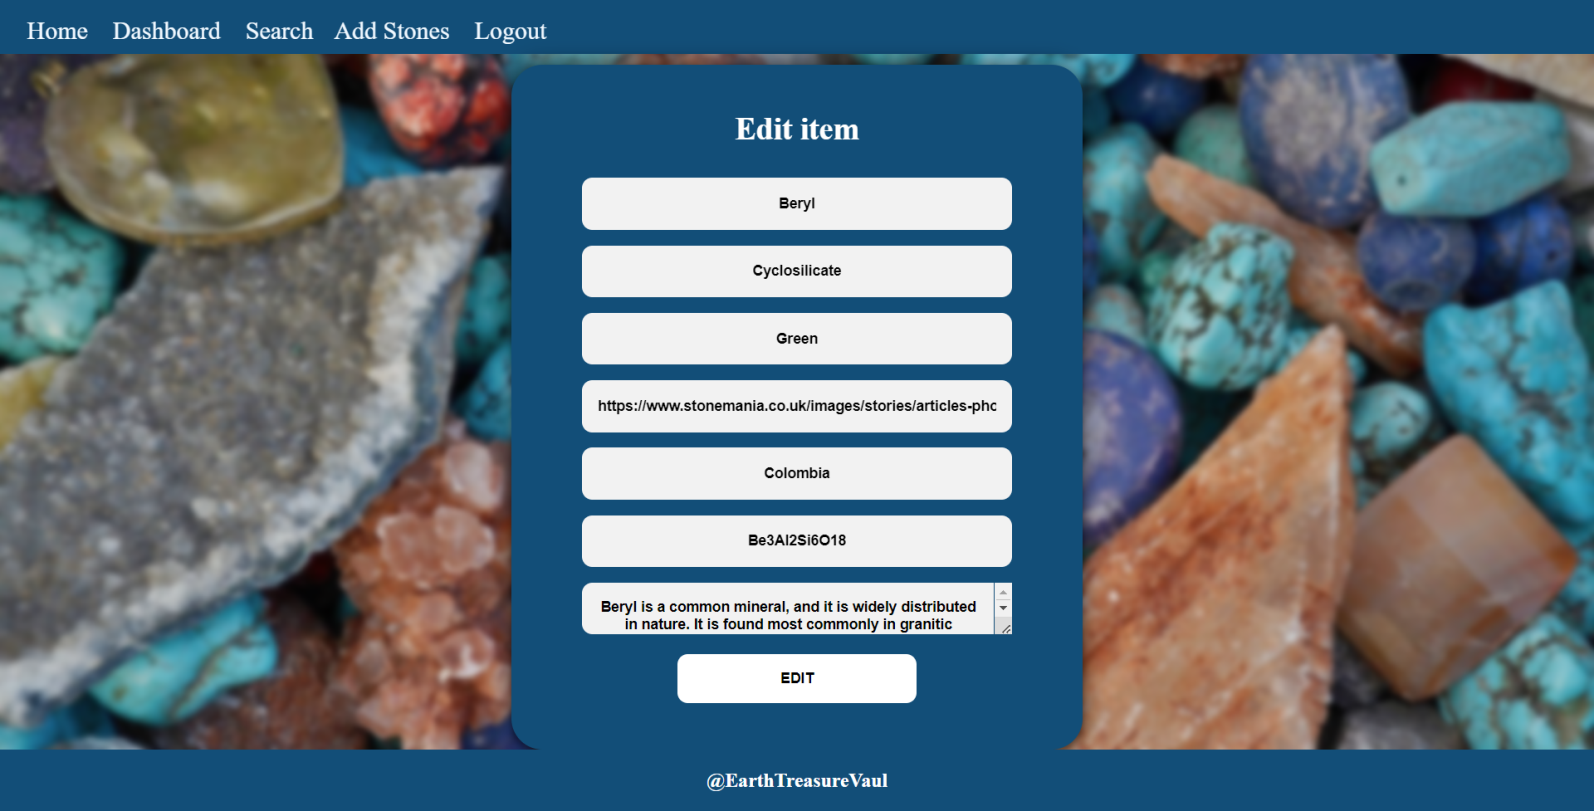 Home Dashboard Search Add Stones Logout
Edit item
Beryl
Cyclosilicate
Green
https://www.stonemania.co.uk/images/stories/articles-pho
Colombia
Be3Al2Si6O18
Beryl is a common mineral, and it is widely distributed
in nature. It is found most commonly in granitic
EDIT
@EarthTreasureVaul